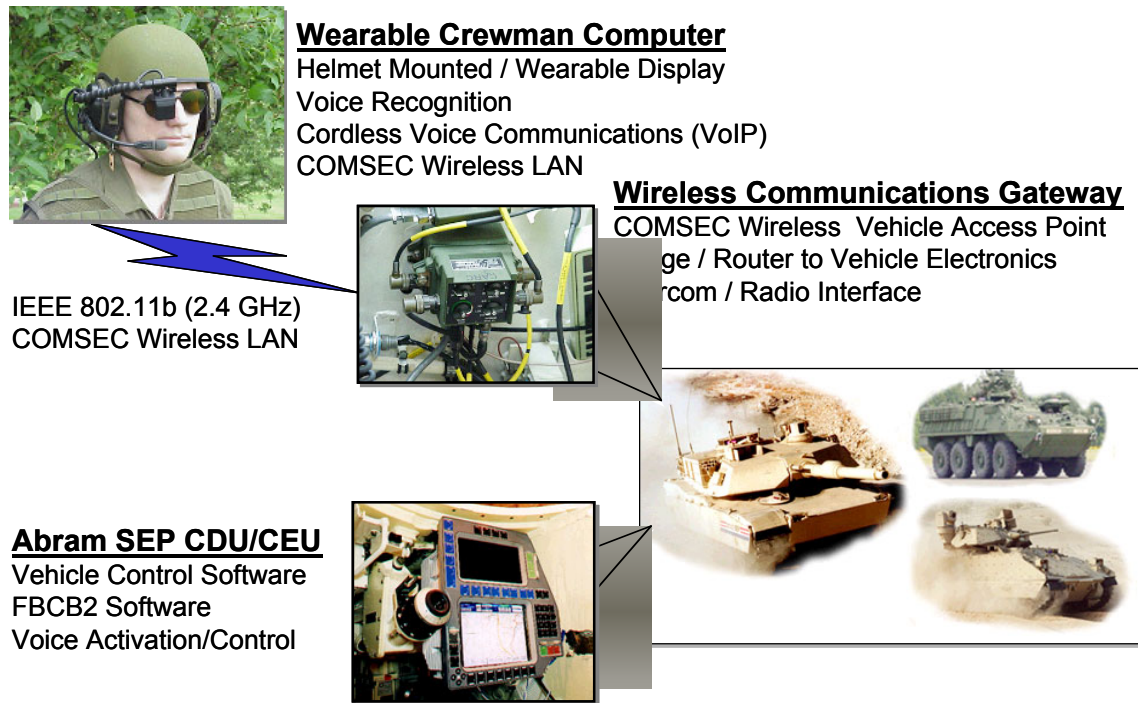 Wearable Crewman Computer
Helmet Mounted / Wearable Display
Voice Recognition
Cordless Voice Communications (VoIP)
COMSEC Wireless LAN
Wireless Communications Gateway
COMSEC Wireless  Vehicle Access Point
ge / Router to Vehicle Electronics
rcom / Radio Interface
IEEE 802.11b (2.4 GHz)
COMSEC Wireless LAN
Abram SEP CDU/CEU
Vehicle Control Software
FBCB2 Software
Voice Activation/Control